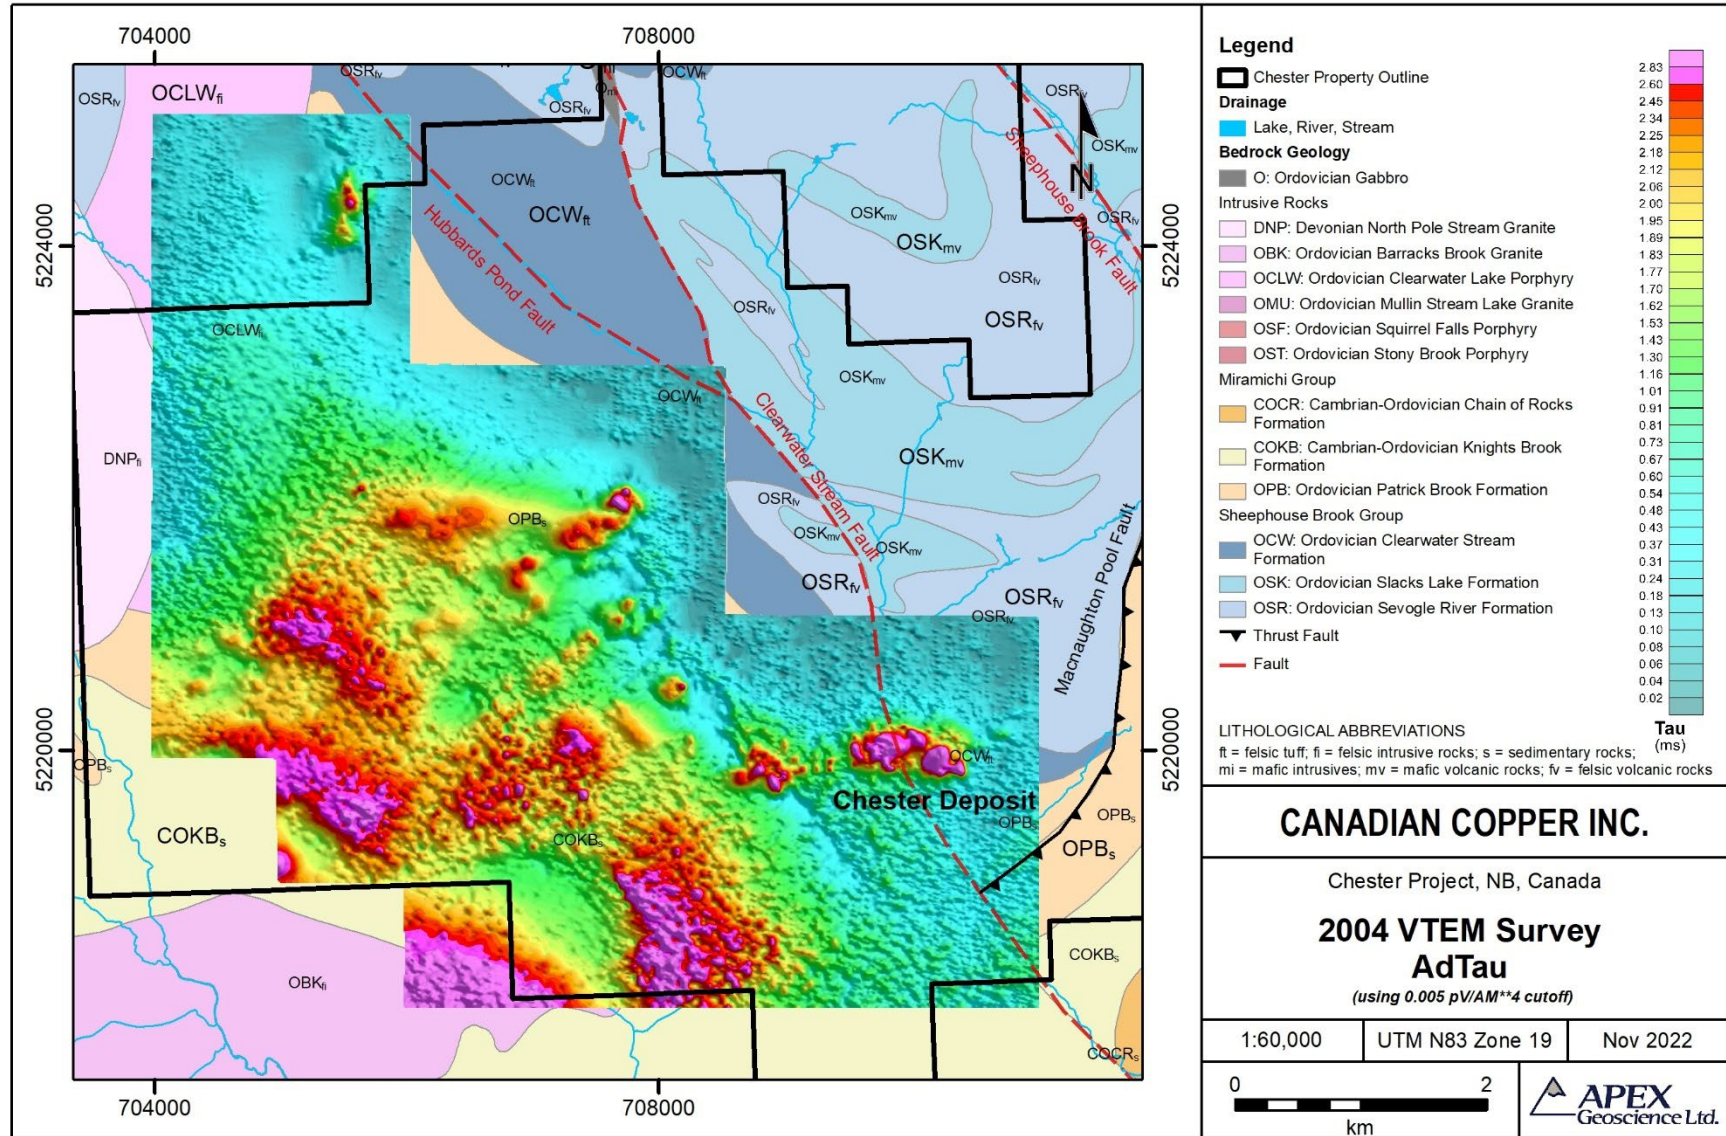 704000
708000
5224000
5220000
5224000
5220000
704000
708000
OSRfv
OCLWfi
OSRfv
OSRfv
Omi
OCWft
OSRfv
OSKmv
OCWft
OCWft
Hubbards Pond Fault
OSKmv
OSKmv
Sheephouse Brook Fault
N
OSRfv
OSRfv
OSRfv
OSRfv
OCLWfi
OCWft
OSKmv
Clearwater Stream Fault
OSKmv
DNPfi
OPBs
OSRfv
OSKmv
OSKmv
OSRfv
OSRfv
OSRfv
Macnaughton Pool Fault
OCWft
Chester Deposit
OPBs
OPBs
OPBs
OPBs
COKBs
COKBs
OBKfi
COKBs
COCRs
Legend
Chester Property Outline
Drainage
Lake, River, Stream
Bedrock Geology
O: Ordovician Gabbro
Intrusive Rocks
DNP: Devonian North Pole Stream Granite
OBK: Ordovician Barracks Brook Granite
OCLW: Ordovician Clearwater Lake Porphyry
OMU: Ordovician Mullin Stream Lake Granite
OSF: Ordovician Squirrel Falls Porphyry
OST: Ordovician Stony Brook Porphyry
Miramichi Group
COCR: Cambrian-Ordovician Chain of Rocks
Formation
COKB: Cambrian-Ordovician Knights Brook
Formation
OPB: Ordovician Patrick Brook Formation
Sheephouse Brook Group
OCW: Ordovician Clearwater Stream
Formation
OSK: Ordovician Slacks Lake Formation
OSR: Ordovician Sevogle River Formation
Thrust Fault
Fault
2.83
2.60
2.45
2.34
2.25
2.18
2.12
2.06
2.00
1.95
1.89
1.83
1.77
1.70
1.62
1.53
1.43
1.30
1.16
1.01
0.91
0.81
0.73
0.67
0.60
0.54
0.48
0.43
0.37
0.31
0.24
0.18
0.13
0.10
0.08
0.06
0.04
0.02
Tau
(ms)
LITHOLOGICAL ABBREVIATIONS
ft = felsic tuff; fi = felsic intrusive rocks; s = sedimentary rocks;
mi = mafic intrusives; mv = mafic volcanic rocks; fv = felsic volcanic rocks
CANADIAN COPPER INC.
Chester Project, NB, Canada
2004 VTEM Survey
AdTau
(using 0.005 pV/AM**4 cutoff)
1:60,000
UTM N83 Zone 19
Nov 2022
0
2
km
APEX
Geoscience Ltd.